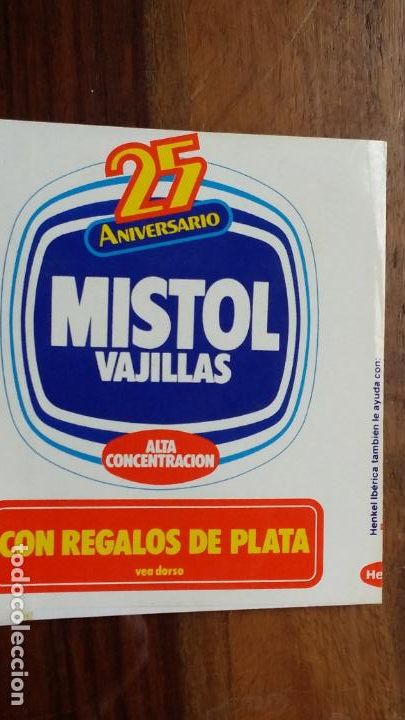 25
ANIVERSARIO
MISTOL
VAJILLAS
ALTA
CONCENTRACION
CON REGALOS DE PLATA
vea dorso
Henkel Ibérica también le ayuda con:
He
todocoleccion